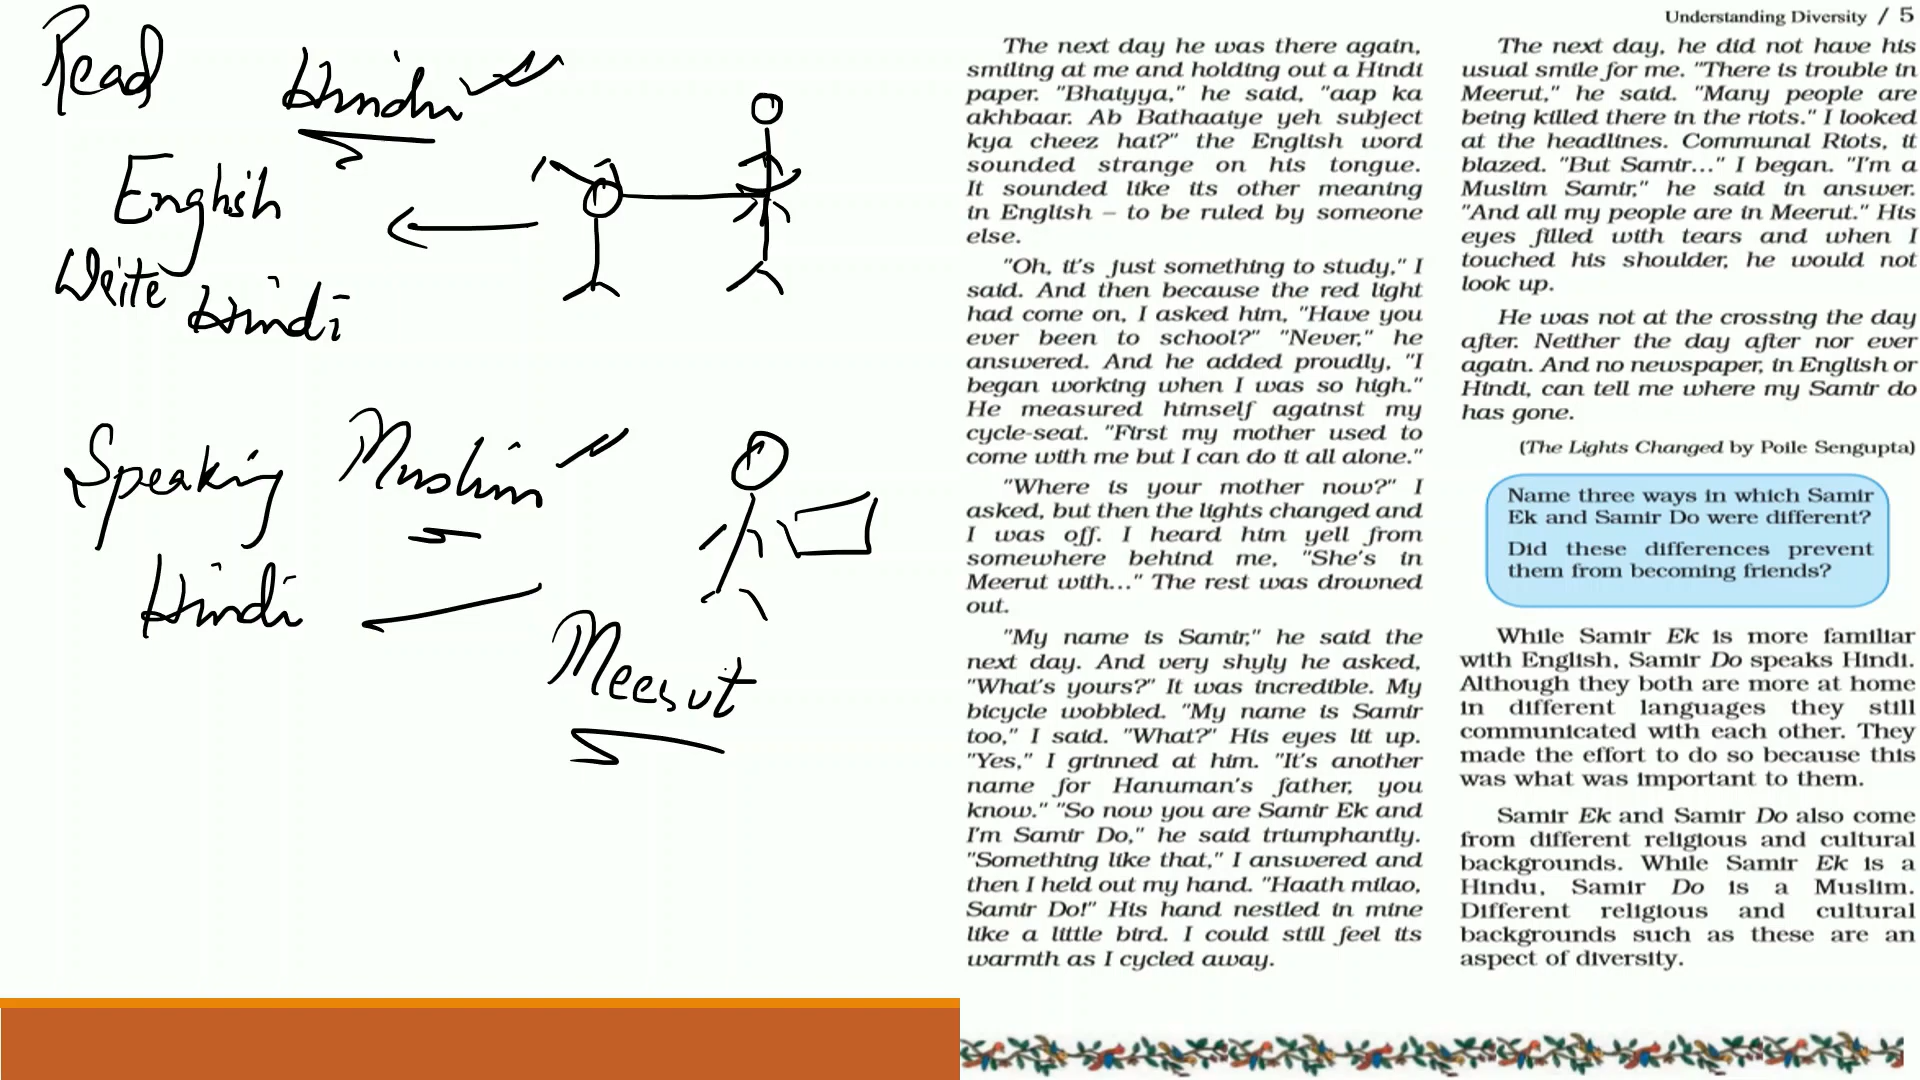 Read
Hindu
English
Write
Hindi
Speaking
Muslim
Hindi
Meerut
Understanding Diversity / 5
The next day he was there again,
smiling at me and holding out a Hindi
paper. "Bhaiyya," he said, "aap ka
akhbaar. Ab Bathaaiye yeh subject
kya cheez hai?" the English word
sounded strange on his tongue.
It sounded like its other meaning
in English – to be ruled by someone
else.
"Oh, it's just something to study," I
said. And then because the red light
had come on, I asked him, "Have you
ever been to school?" "Never," he
answered. And he added proudly, "I
began working when I was so high."
He measured himself against my
cycle-seat. "First my mother used to
come with me but I can do it all alone."
"Where is your mother now?" I
asked, but then the lights changed and
I was off. I heard him yell from
somewhere behind me, "She's in
Meerut with..." The rest was drowned
out.
"My name is Samir," he said the
next day. And very shyly he asked,
"What's yours?" It was incredible. My
bicycle wobbled. "My name is Samir
too," I said. "What?" His eyes lit up.
"Yes," I grinned at him. "It's another
name for Hanuman's father, you
know." "So now you are Samir Ek and
I'm Samir Do," he said triumphantly.
"Something like that," I answered and
then I held out my hand. "Haath milao,
Samir Do!" His hand nestled in mine
like a little bird. I could still feel its
warmth as I cycled away.
The next day, he did not have his
usual smile for me. "There is trouble in
Meerut," he said. "Many people are
being killed there in the riots." I looked
at the headlines. Communal Riots, it
blazed. "But Samir..." I began. "I'm a
Muslim Samir," he said in answer.
"And all my people are in Meerut." His
eyes filled with tears and when I
touched his shoulder, he would not
look up.
He was not at the crossing the day
after. Neither the day after nor ever
again. And no newspaper, in English or
Hindi, can tell me where my Samir do
has gone.
(The Lights Changed by Poile Sengupta)
Name three ways in which Samir
Ek and Samir Do were different?
Did these differences prevent
them from becoming friends?
While Samir Ek is more familiar
with English, Samir Do speaks Hindi.
Although they both are more at home
in different languages they still
communicated with each other. They
made the effort to do so because this
was what was important to them.
Samir Ek and Samir Do also come
from different religious and cultural
backgrounds. While Samir Ek is a
Hindu, Samir Do is a Muslim.
Different religious and cultural
backgrounds such as these are an
aspect of diversity.